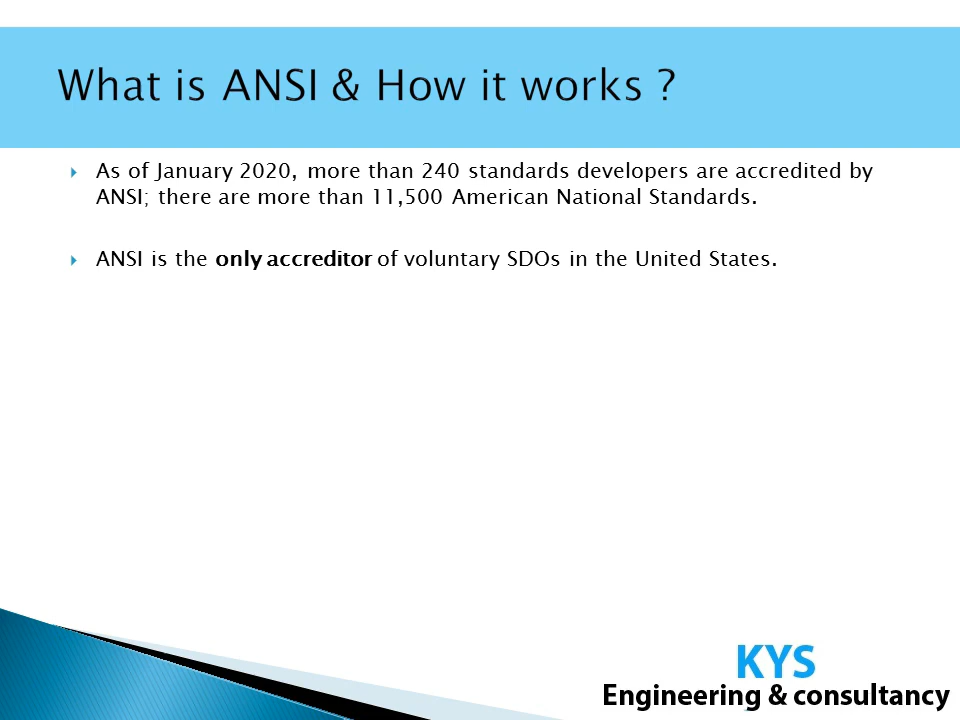 What is ANSI & How it works ?
As of January 2020, more than 240 standards developers are accredited by
ANSI; there are more than 11,500 American National Standards.
ANSI is the only accreditor of voluntary SDOs in the United States.
KYS
Engineering & consultancy